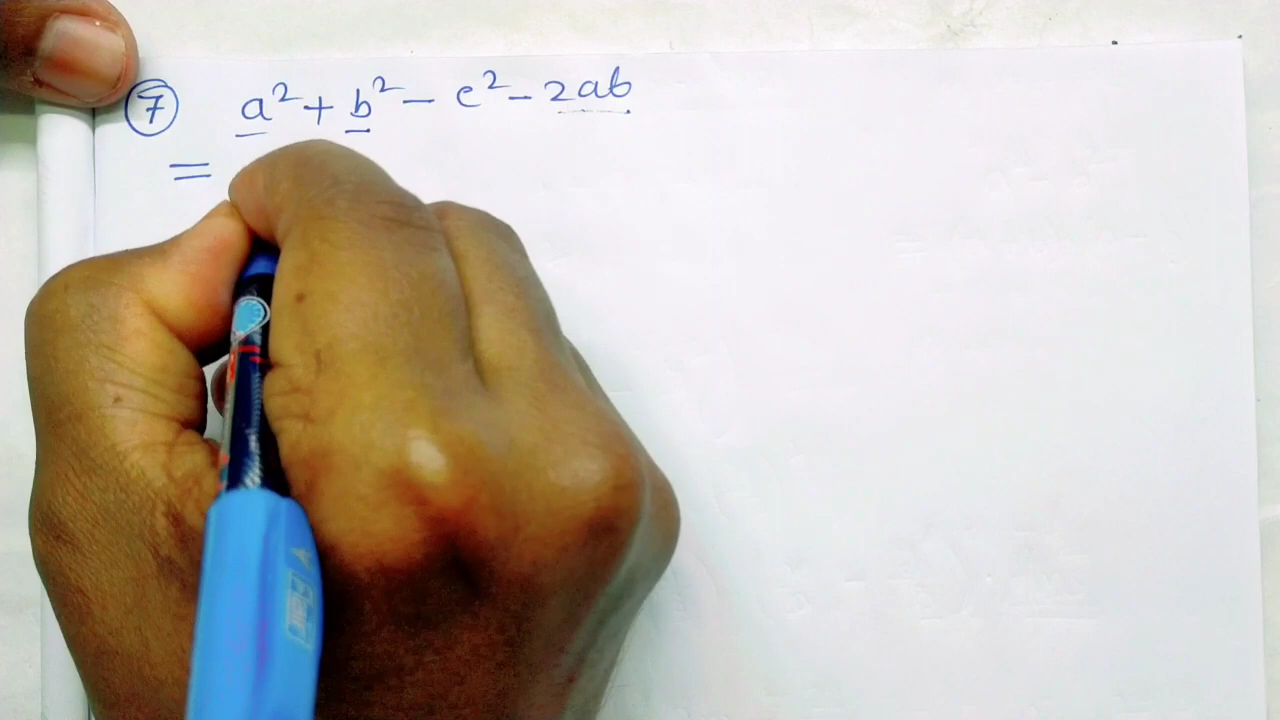 ⑦ a² + b² - c² - 2ab
=